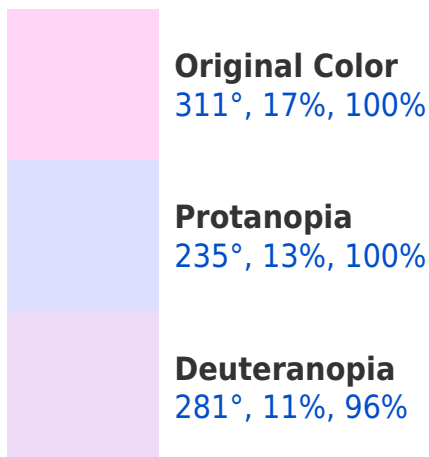 Original Color
311°, 17%, 100%
Protanopia
235°, 13%, 100%
Deuteranopia
281°, 11%, 96%